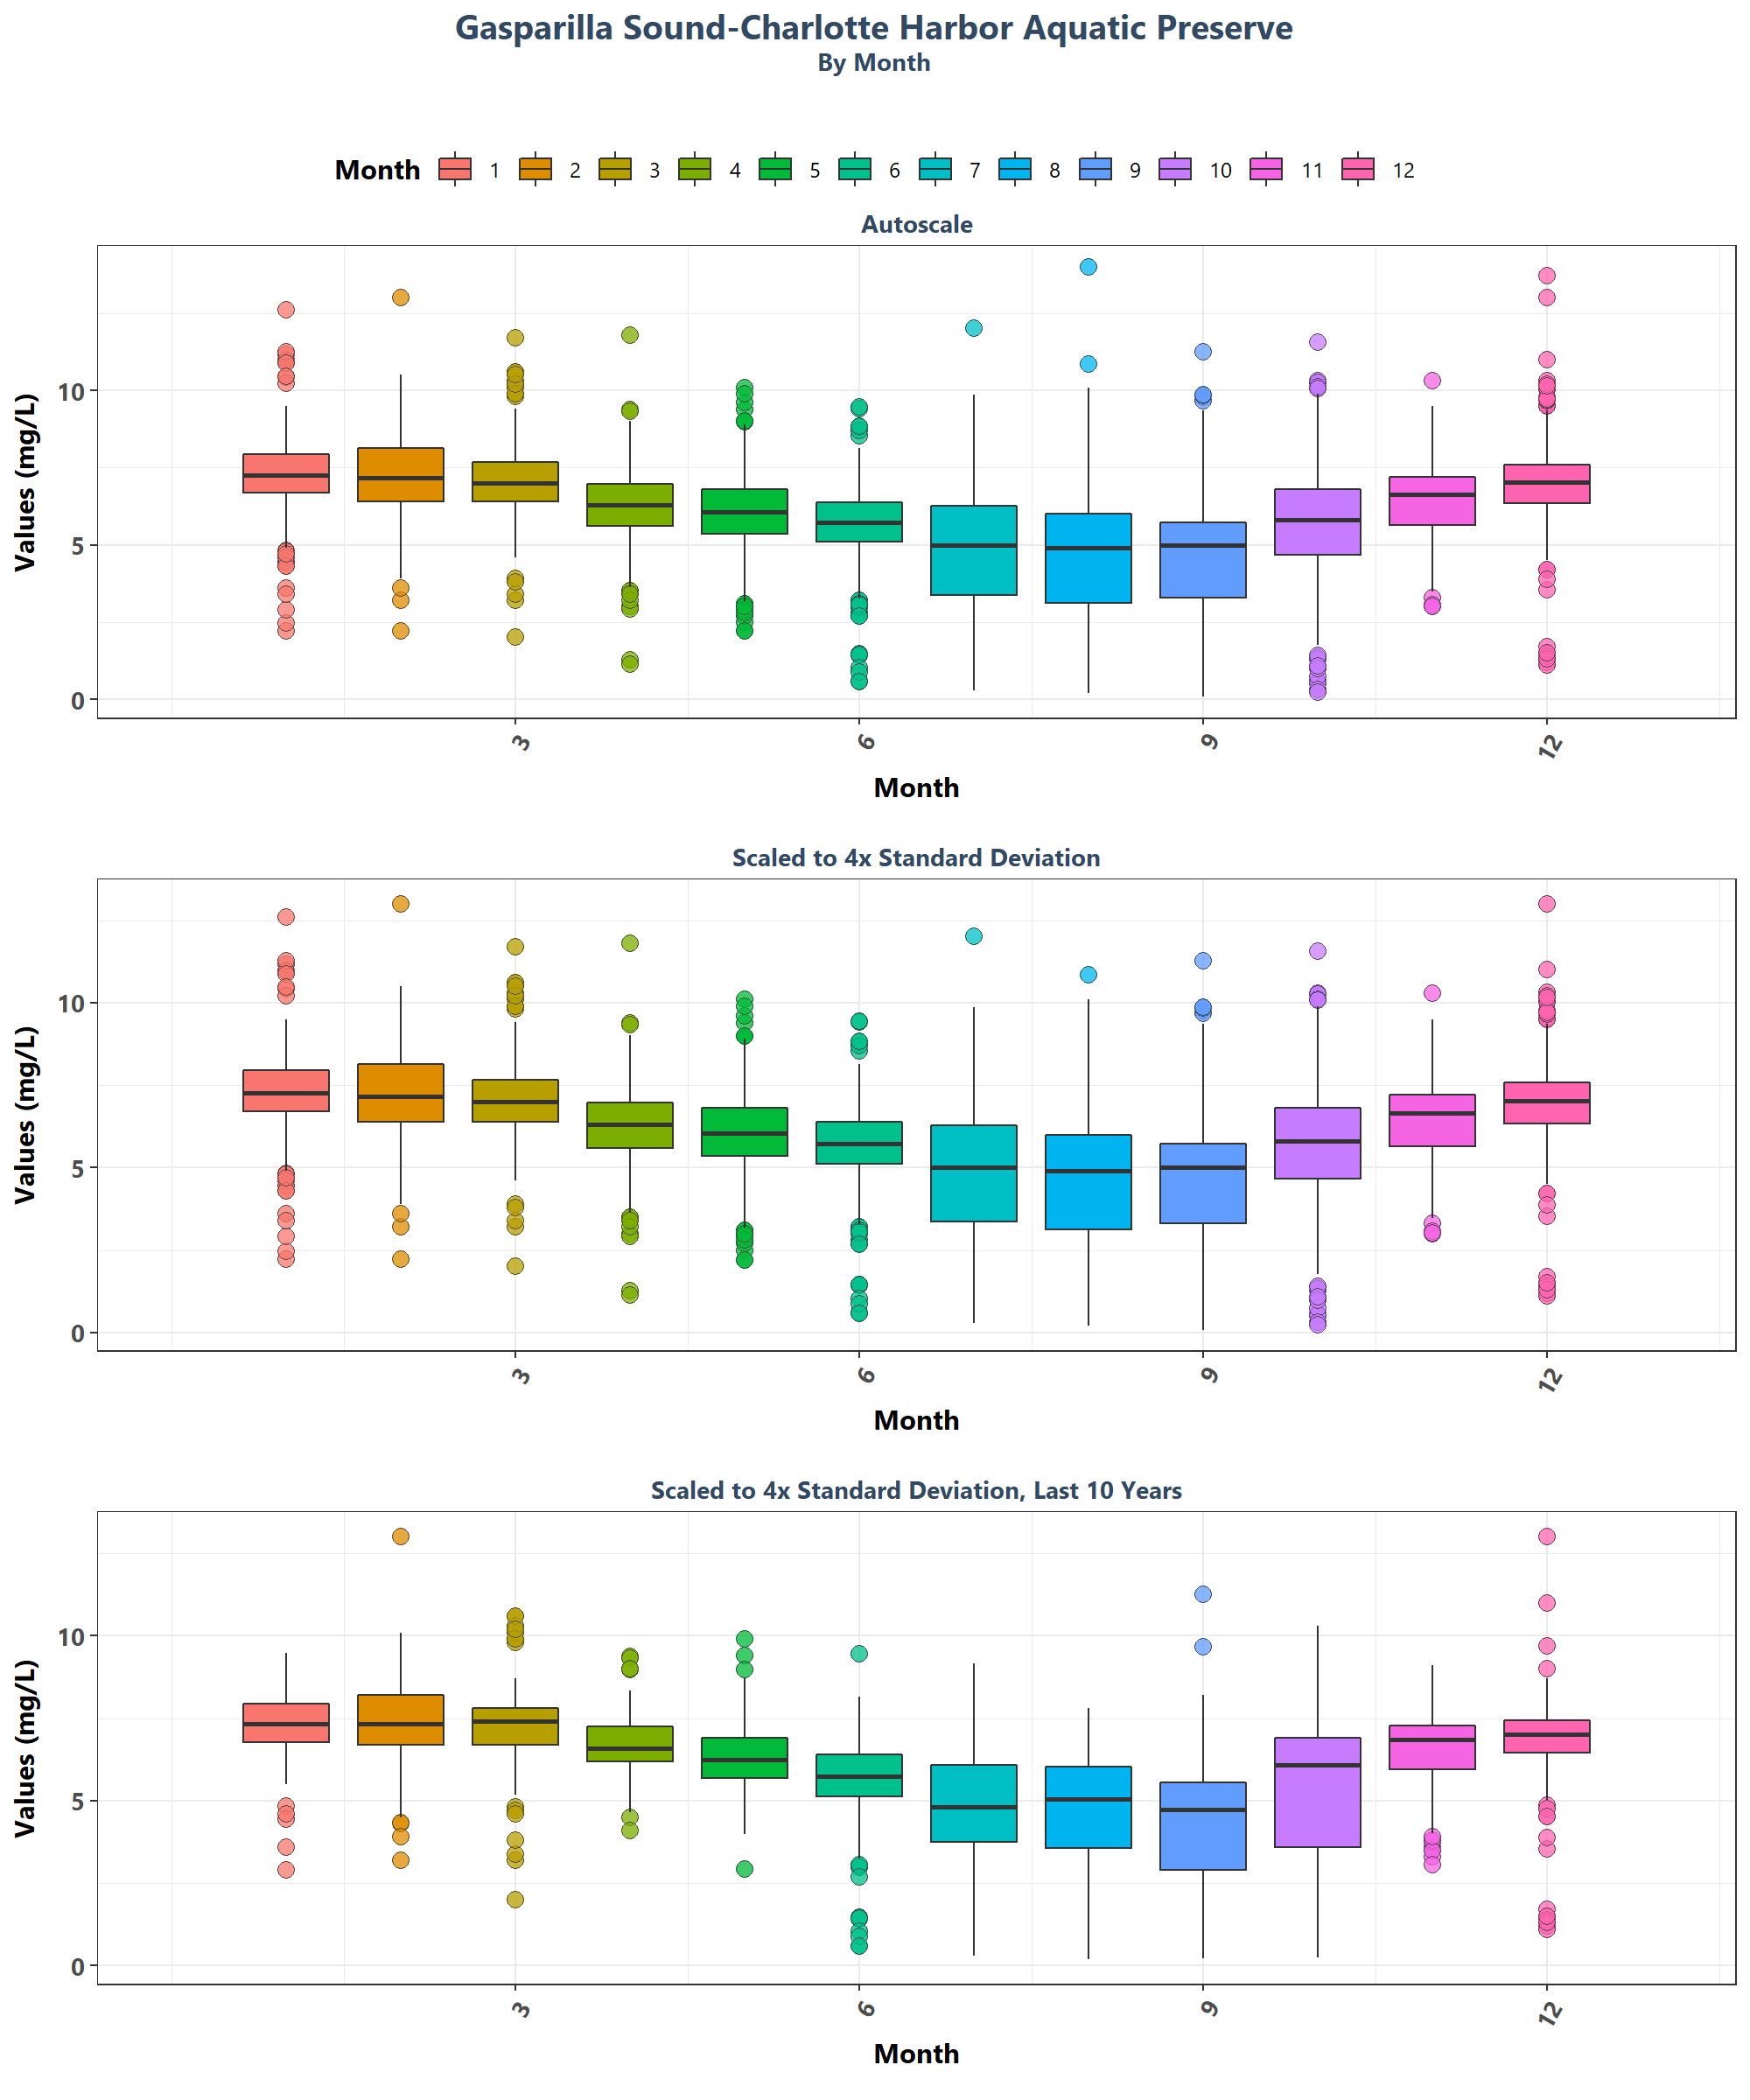 Gasparilla Sound-Charlotte Harbor Aquatic Preserve
By Month
Month 1 2 3 4 5 6 7 8 9 10 11 12
Autoscale
Values (mg/L)
10
5
0
3 6 9 12
Month
Scaled to 4x Standard Deviation
Values (mg/L)
10
5
0
3 6 9 12
Month
Scaled to 4x Standard Deviation, Last 10 Years
Values (mg/L)
10
5
0
3 6 9 12
Month